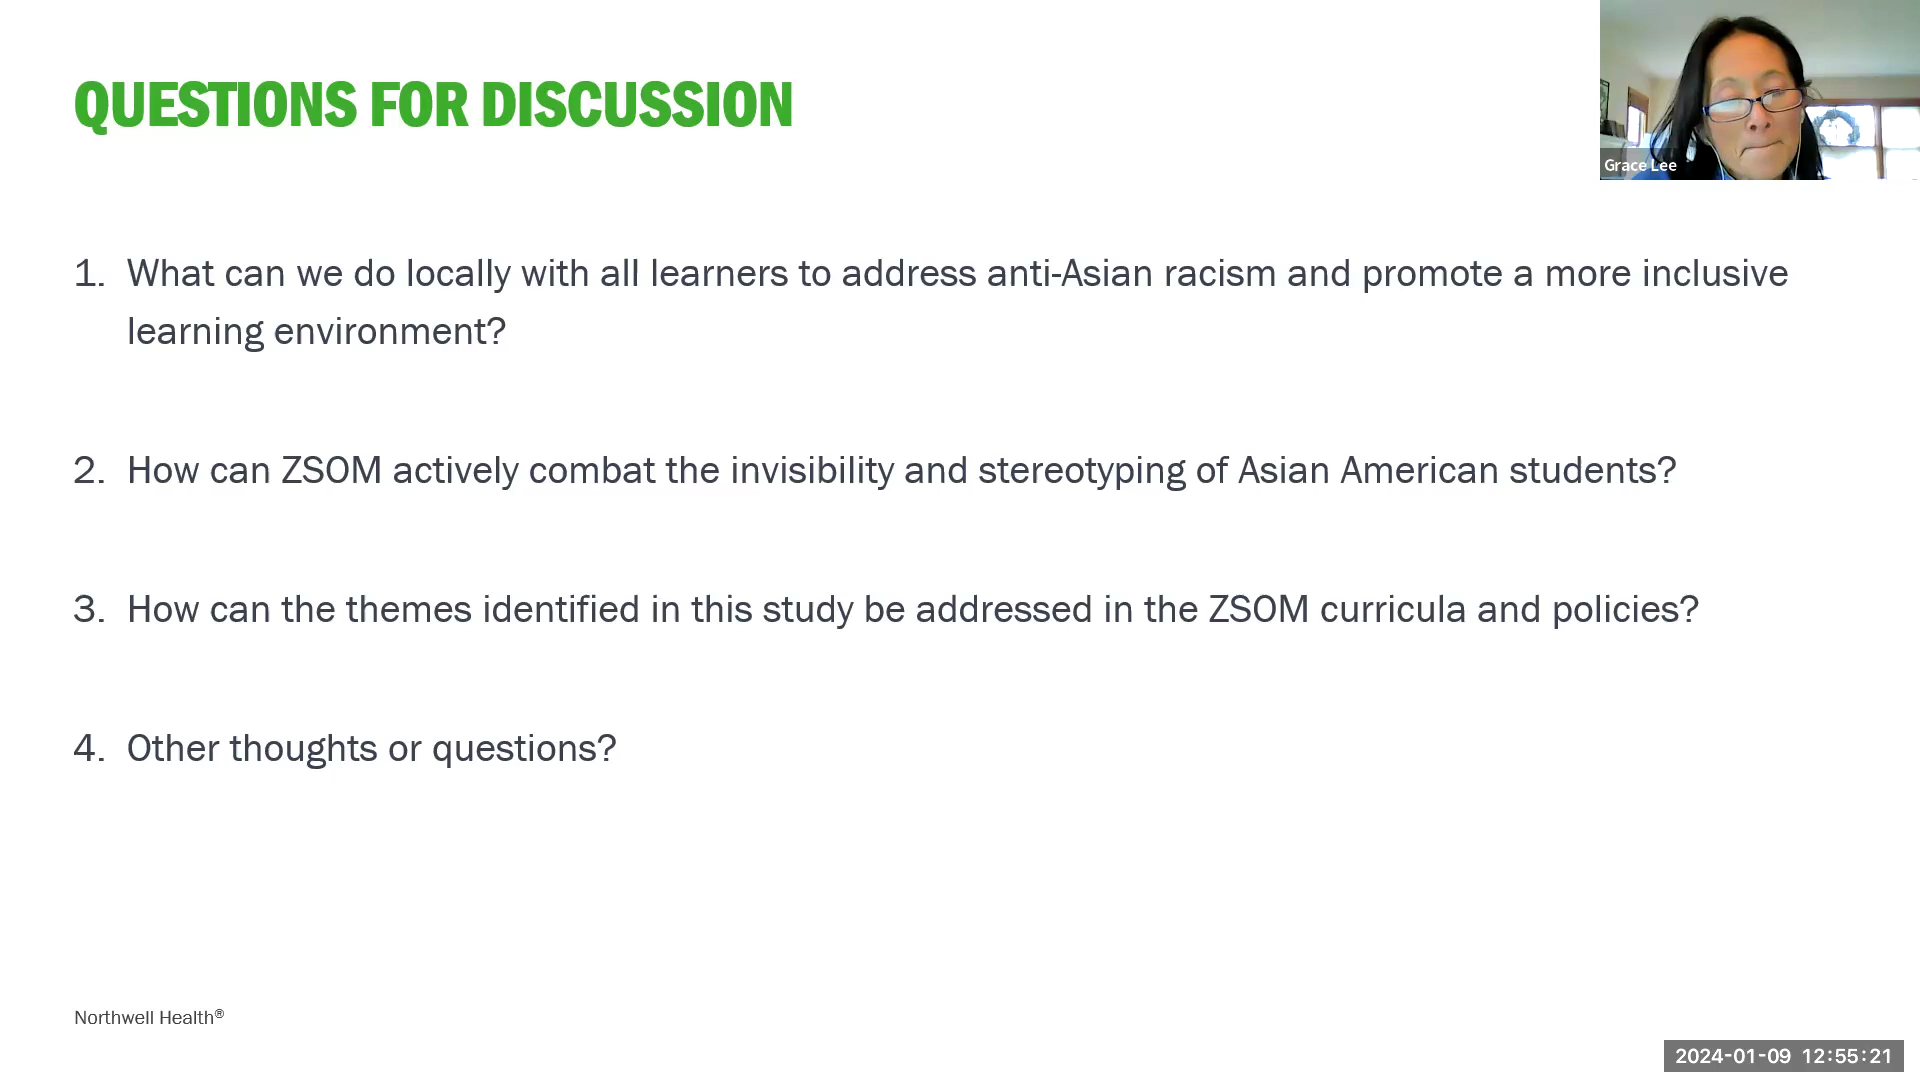 QUESTIONS FOR DISCUSSION
Grace Lee
1. What can we do locally with all learners to address anti-Asian racism and promote a more inclusive
learning environment?
2. How can ZSOM actively combat the invisibility and stereotyping of Asian American students?
3. How can the themes identified in this study be addressed in the ZSOM curricula and policies?
4. Other thoughts or questions?
Northwell Health®
2024-01-09 12:55:21